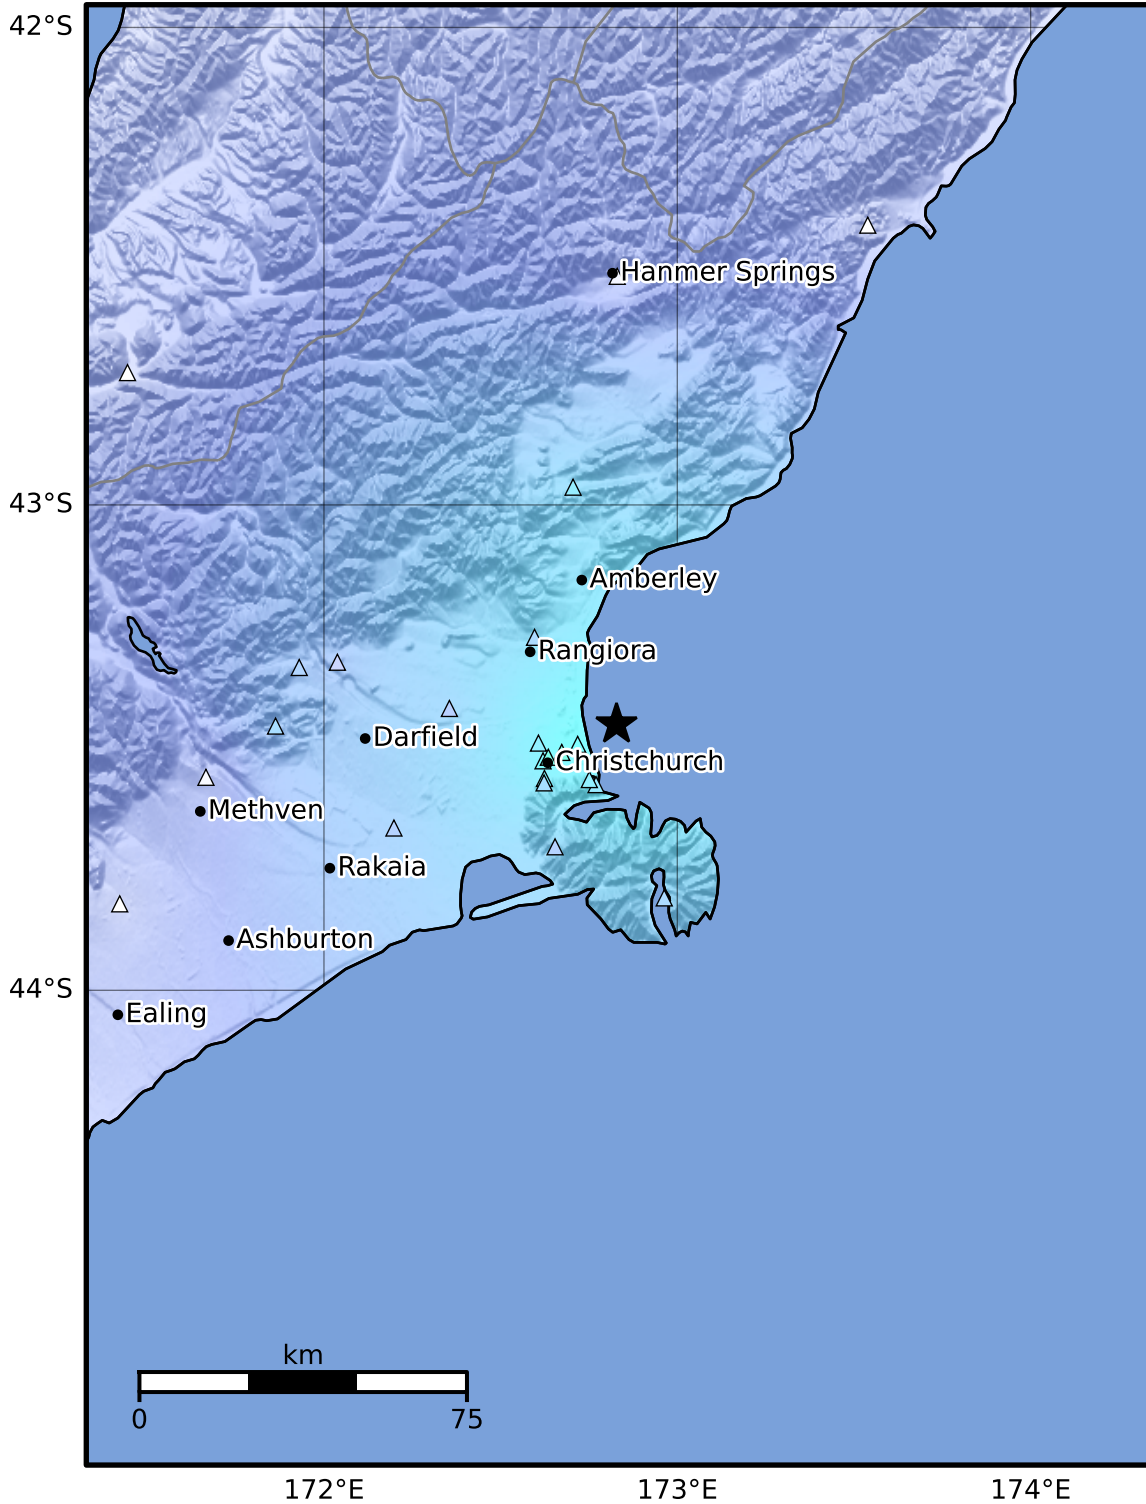 42°S
Hanmer Springs
43°S
Amberley
Rangiora
Darfield
Christchurch
Methven
Rakaia
Ashburton
44°S
Ealing
km
0 75
172°E 173°E 174°E